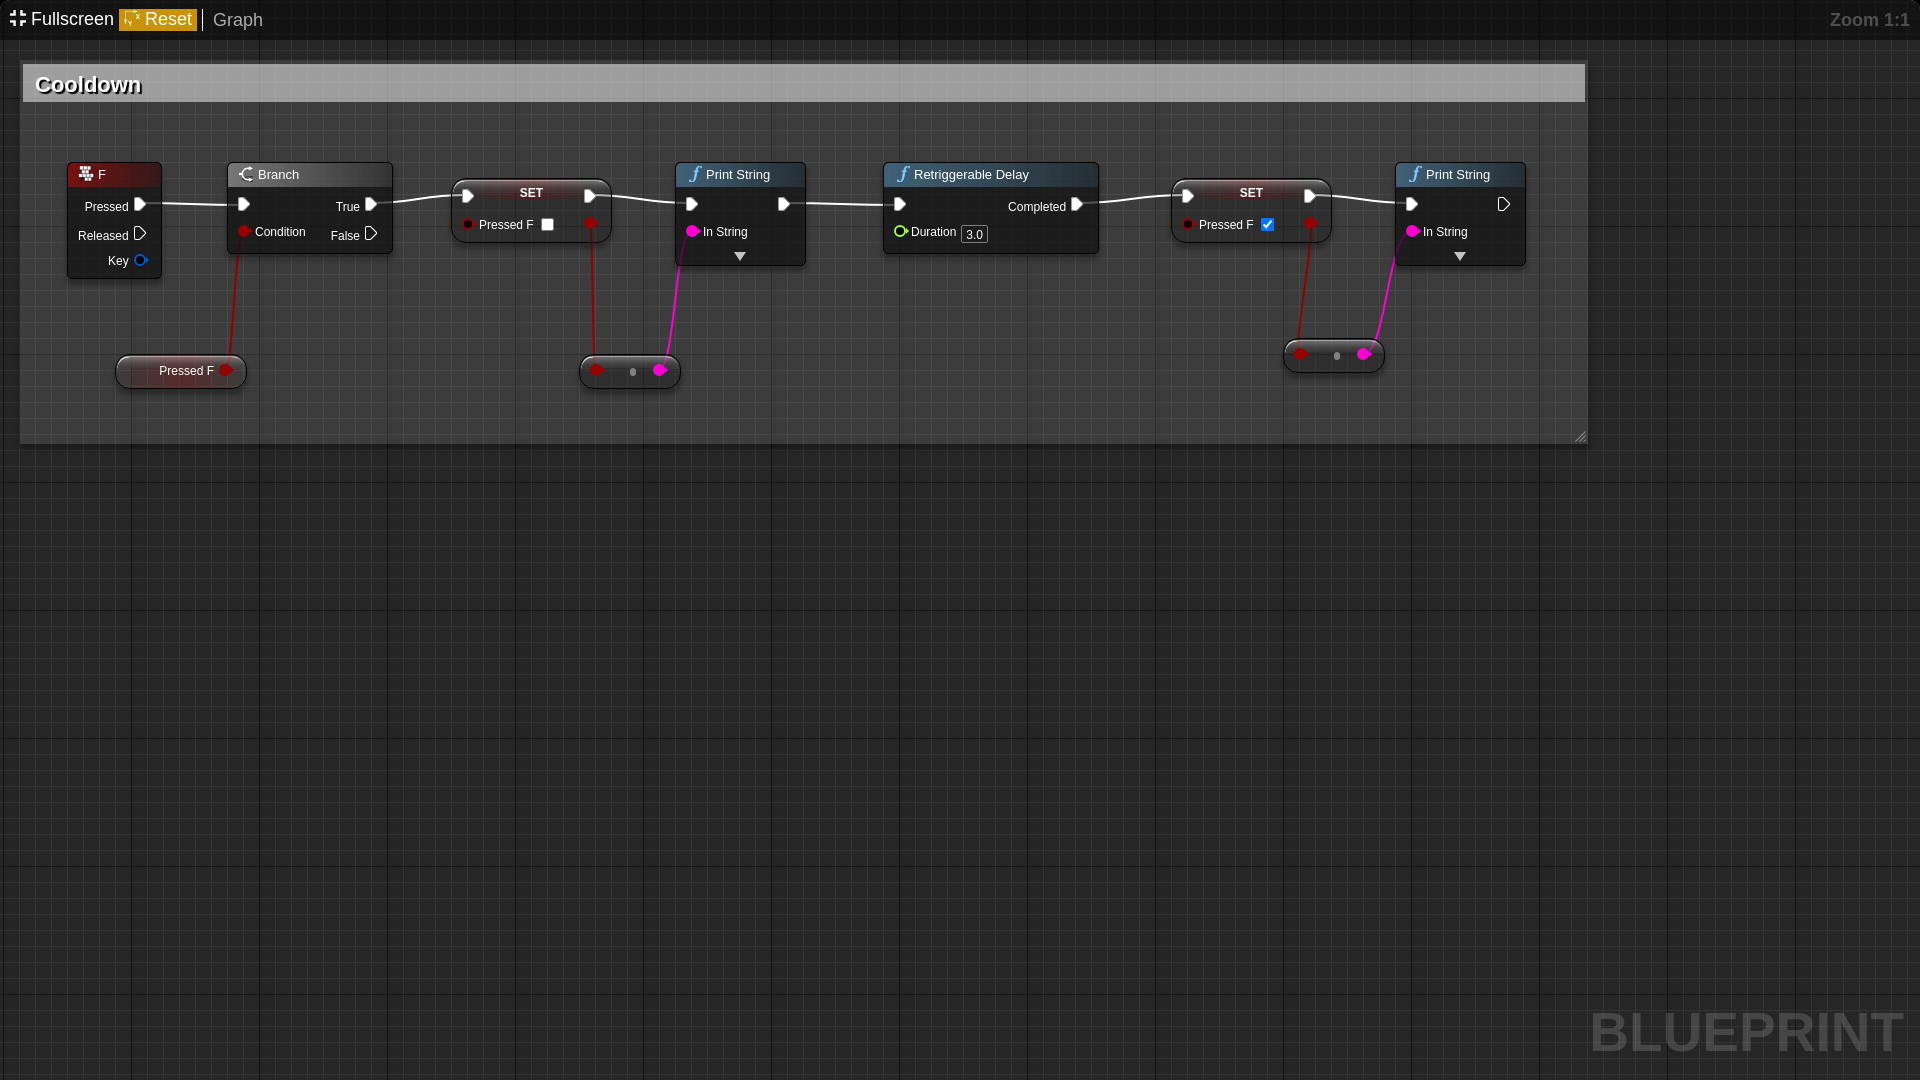 Fullscreen Reset Graph Zoom 1:1
Cooldown
F
Pressed
Released
Key
Branch
True
Condition
False
SET
Pressed F
Print String
In String
Retriggerable Delay
Completed
Duration 3.0
SET
Pressed F
Print String
In String
Pressed F
BLUEPRINT